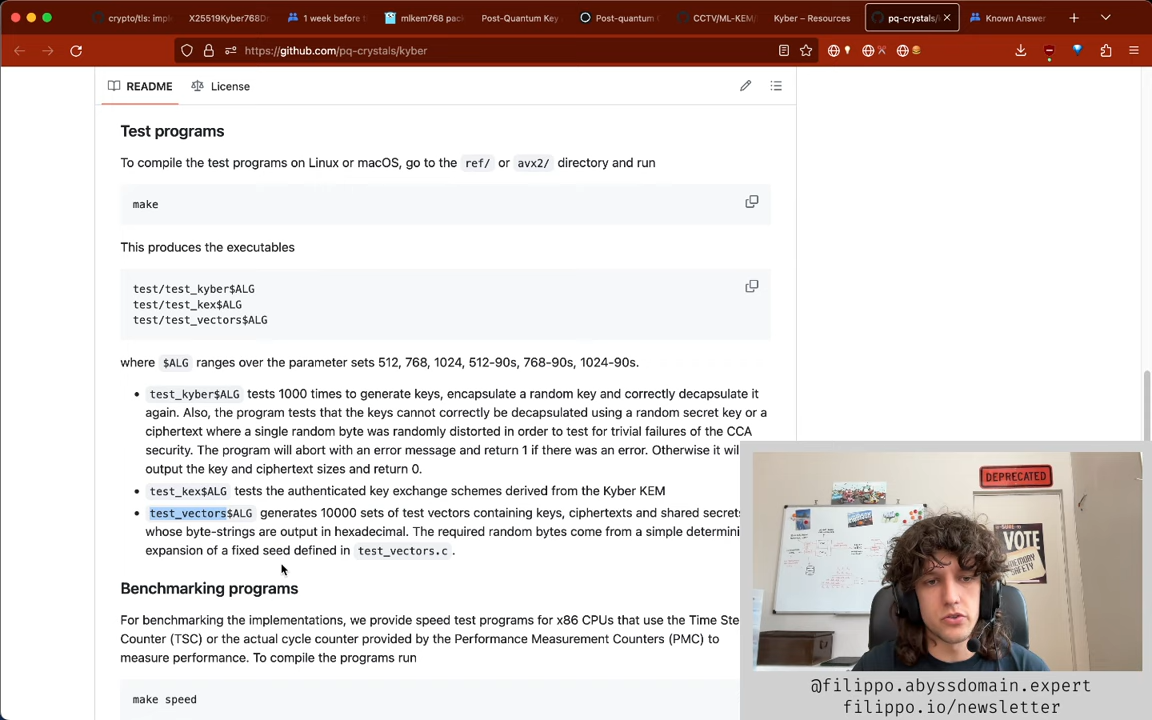 crypto/tls: impl
X25519Kyber768Dr
1 week before
mlkem768 pac
Post-Quantum Key
Post-quantum
CCTV/ML-KEM/
Kyber – Resources
pq-crystals/
Known Answer
https://github.com/pq-crystals/kyber
README
License
Test programs
To compile the test programs on Linux or macOS, go to the ref/ or avx2/ directory and run
make
This produces the executables
test/test_kyber$ALG
test/test_kex$ALG
test/test_vectors$ALG
where $ALG ranges over the parameter sets 512, 768, 1024, 512-90s, 768-90s, 1024-90s.
• test_kyber$ALG tests 1000 times to generate keys, encapsulate a random key and correctly decapsulate it
again. Also, the program tests that the keys cannot correctly be decapsulated using a random secret key or a
ciphertext where a single random byte was randomly distorted in order to test for trivial failures of the CCA
security. The program will abort with an error message and return 1 if there was an error. Otherwise it wil
output the key and ciphertext sizes and return 0.
• test_kex$ALG tests the authenticated key exchange schemes derived from the Kyber KEM
• test_vectors$ALG generates 10000 sets of test vectors containing keys, ciphertexts and shared secrets
whose byte-strings are output in hexadecimal. The required random bytes come from a simple determini
expansion of a fixed seed defined in test_vectors.c.
Benchmarking programs
For benchmarking the implementations, we provide speed test programs for x86 CPUs that use the Time Ste
Counter (TSC) or the actual cycle counter provided by the Performance Measurement Counters (PMC) to
measure performance. To compile the programs run
make speed
DEPRECATED
VOTE
MEMORY
SAFETY
@filippo.abyssdomain.expert
filippo.io/newsletter